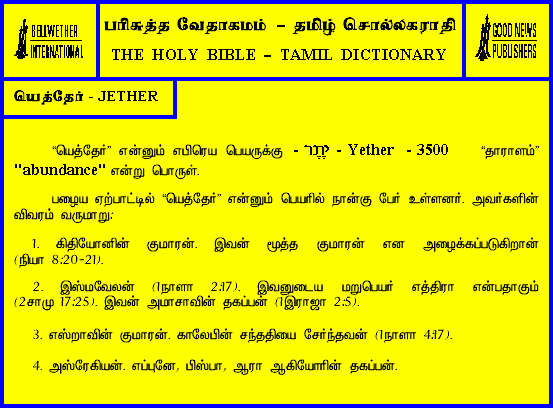 BELLWETHER
INTERNATIONAL
பரிசுத்த வேதாகமம் – தமிழ் சொல்லகராதி
THE HOLY BIBLE – TAMIL DICTIONARY
GOOD NEWS
PUBLISHERS
யெத்தேர் - JETHER
“யெத்தேர்” என்னும் எபிரெய பெயருக்கு - יֶתֶר - Yether - 3500 “தாராளம்”
"abundance" என்று பொருள்.
பழைய ஏற்பாட்டில் “யெத்தேர்” என்னும் பெயரில் நான்கு பேர் உள்ளனர். அவர்களின்
விவரம் வருமாறு:
1. கிதியோனின் குமாரன். இவன் மூத்த குமாரன் என அழைக்கப்படுகிறான்
(நியா 8:20-21).
2. இஸ்மவேலன் (1நாளா 2:17). இவனுடைய மறுபெயர் எத்திரா என்பதாகும்
(2சாமு 17:25). இவன் அமாசாவின் தகப்பன் (1இராஜா 2:5).
3. எஸ்றாவின் குமாரன். காலேபின் சந்ததியை சேர்ந்தவன் (1நாளா 4:17).
4. அஸ்ரேகியன். எப்புனே, பிஸ்பா, ஆரா ஆகியோரின் தகப்பன்.